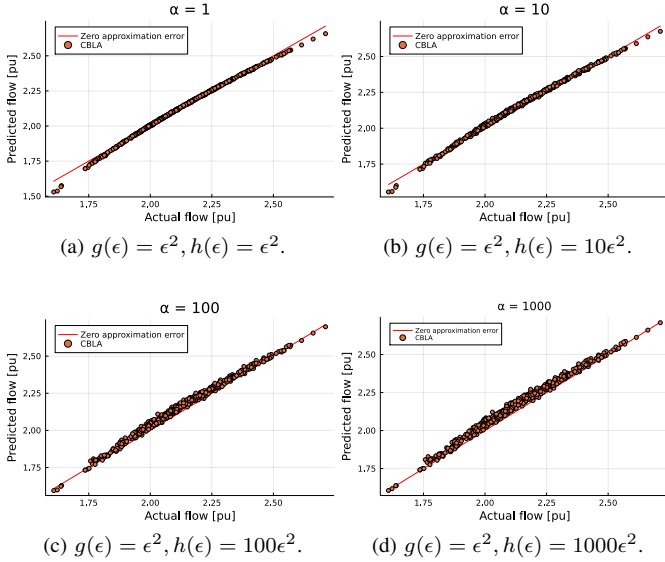 α = 1
Zero approximation error
CBLA
Predicted flow [pu]
2.50
2.25
2.00
1.75
1.50
1,75 2,00 2,25 2,50
Actual flow [pu]
(a) g(ϵ) = ϵ², h(ϵ) = ϵ².
α = 10
Zero approximation error
CBLA
Predicted flow [pu]
2.50
2.25
2.00
1,75
1,75 2,00 2,25 2,50
Actual flow [pu]
(b) g(ϵ) = ϵ², h(ϵ) = 10ϵ².
α = 100
Zero approximation error
CBLA
Predicted flow [pu]
2.50
2.25
2.00
1.75
1,75 2,00 2,25 2,50
Actual flow [pu]
(c) g(ϵ) = ϵ², h(ϵ) = 100ϵ².
α = 1000
Zero approximation error
CBLA
Predicted flow [pu]
2.50
2.25
2.00
1.75
1,75 2,00 2,25 2,50
Actual flow [pu]
(d) g(ϵ) = ϵ², h(ϵ) = 1000ϵ².